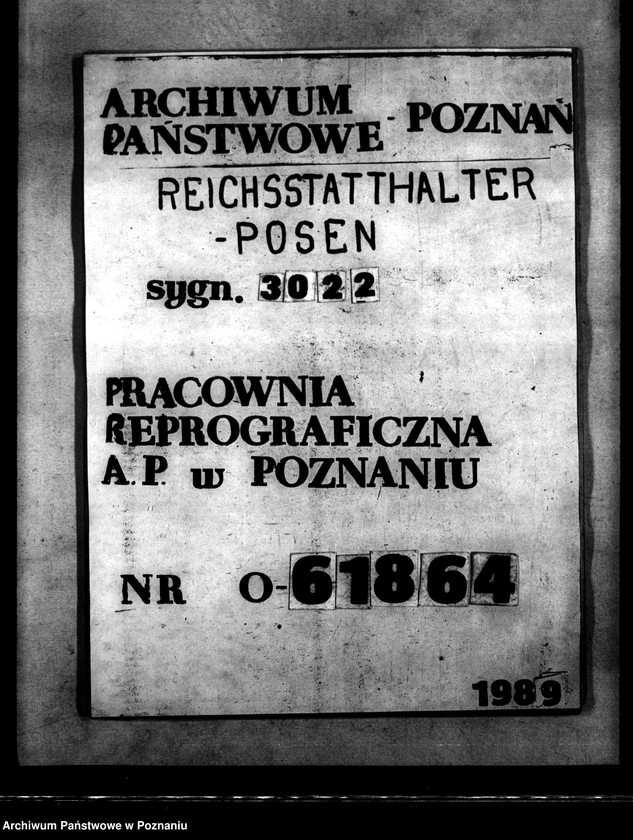 ARCHIWUM
PAŃSTWOWE - POZNAŃ
REICHSSTATTHALTER
-POSEN
sygn. 3022
PRACOWNIA
REPROGRAFICZNA
A.P. w POZNANIU
NR O-61864
1989
Archiwum Państwowe w Poznaniu